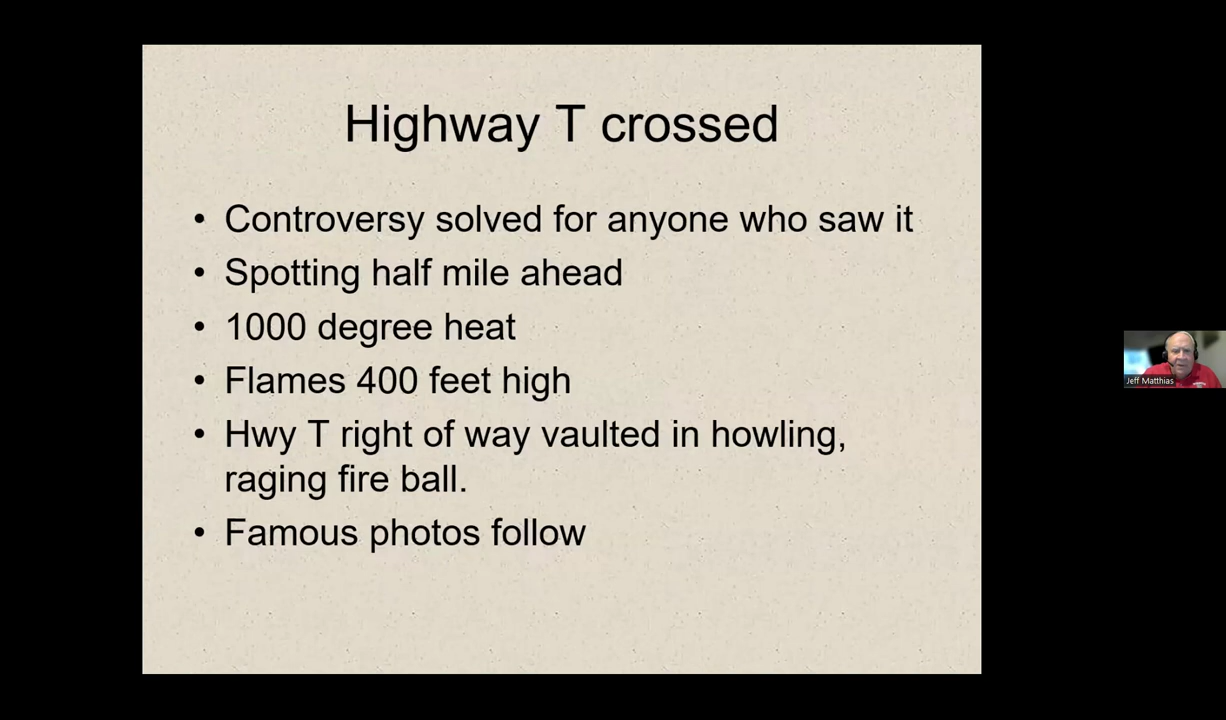 Highway T crossed
• Controversy solved for anyone who saw it
• Spotting half mile ahead
• 1000 degree heat
• Flames 400 feet high
• Hwy T right of way vaulted in howling,
raging fire ball.
• Famous photos follow
Jeff Matthias